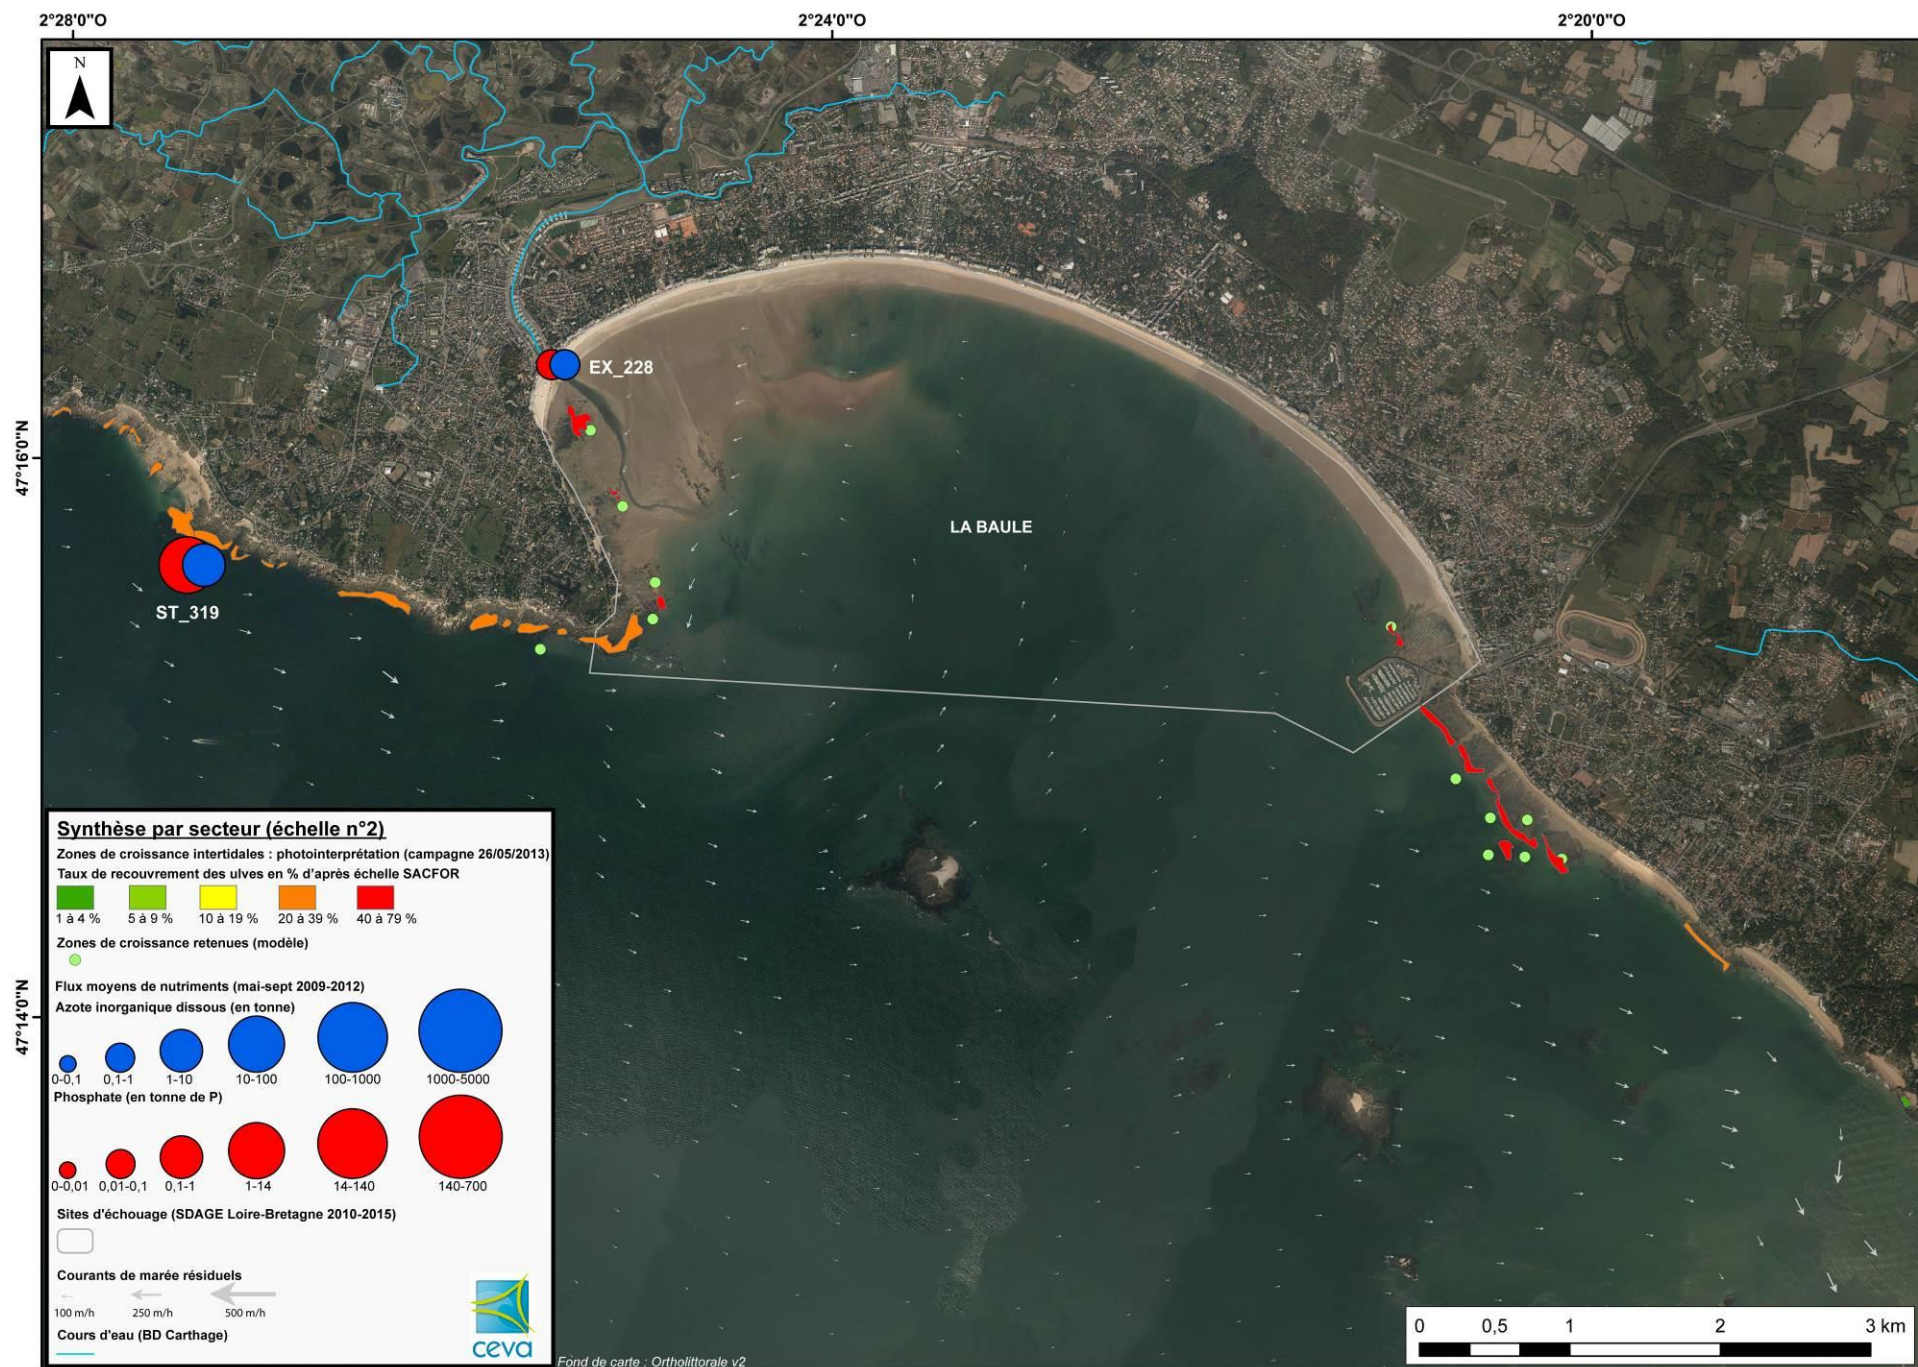 2°28'0"O
2°24'0"O
2°20'0"O
N
47°16'0"N
47°14'0"N
EX_228
LA BAULE
ST_319
Synthèse par secteur (échelle n°2)
Zones de croissance intertidales : photointerprétation (campagne 26/05/2013)
Taux de recouvrement des ulves en % d'après échelle SACFOR
1 à 4 % 5 à 9 % 10 à 19 % 20 à 39 % 40 à 79 %
Zones de croissance retenues (modèle)
Flux moyens de nutriments (mai-sept 2009-2012)
Azote inorganique dissous (en tonne)
0-0,1 0,1-1 1-10 10-100 100-1000 1000-5000
Phosphate (en tonne de P)
0-0,01 0,01-0,1 0,1-1 1-14 14-140 140-700
Sites d'échouage (SDAGE Loire-Bretagne 2010-2015)
Courants de marée résiduels
100 m/h 250 m/h 500 m/h
Cours d'eau (BD Carthage)
ceva
Fond de carte : Ortholittorale v2
0 0,5 1 2 3 km